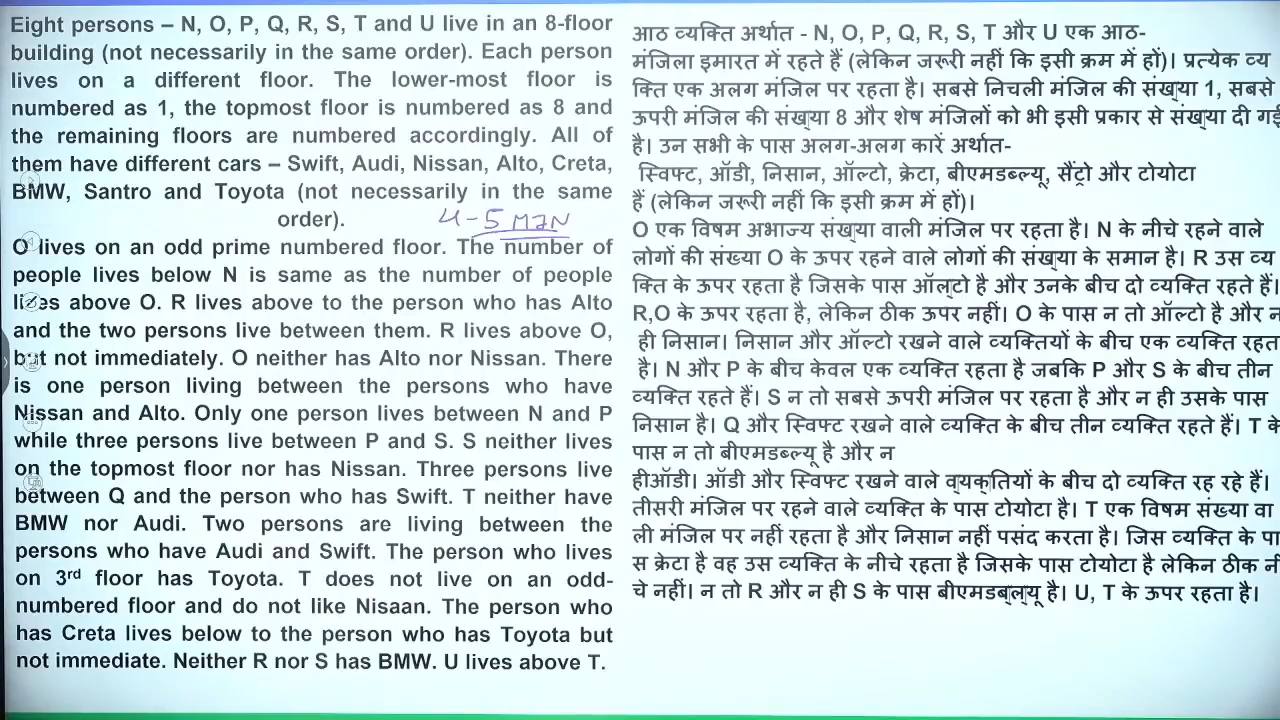 Eight persons – N, O, P, Q, R, S, T and U live in an 8-floor
building (not necessarily in the same order). Each person
lives on a different floor. The lower-most floor is
numbered as 1, the topmost floor is numbered as 8 and
the remaining floors are numbered accordingly. All of
them have different cars – Swift, Audi, Nissan, Alto, Creta,
BMW, Santro and Toyota (not necessarily in the same
order).
4-5 MIN
O lives on an odd prime numbered floor. The number of
people lives below N is same as the number of people
lives above O. R lives above to the person who has Alto
and the two persons live between them. R lives above O,
but not immediately. O neither has Alto nor Nissan. There
is one person living between the persons who have
Nissan and Alto. Only one person lives between N and P
while three persons live between P and S. S neither lives
on the topmost floor nor has Nissan. Three persons live
between Q and the person who has Swift. T neither have
BMW nor Audi. Two persons are living between the
persons who have Audi and Swift. The person who lives
on 3rd floor has Toyota. T does not live on an odd-
numbered floor and do not like Nisaan. The person who
has Creta lives below to the person who has Toyota but
not immediate. Neither R nor S has BMW. U lives above T.
आठ व्यक्ति अर्थात - N, O, P, Q, R, S, T और U एक आठ-
मंजिला इमारत में रहते हैं (लेकिन जरूरी नहीं कि इसी क्रम में हों)। प्रत्येक व्य
क्ति एक अलग मंजिल पर रहता है। सबसे निचली मंजिल की संख्या 1, सबसे
ऊपरी मंजिल की संख्या 8 और शेष मंजिलों को भी इसी प्रकार से संख्या दी गई
है। उन सभी के पास अलग-अलग कारें अर्थात-
स्विफ्ट, ऑडी, निसान, ऑल्टो, क्रेटा, बीएमडब्ल्यू, सैंट्रो और टोयोटा
हैं (लेकिन जरूरी नहीं कि इसी क्रम में हों)।
O एक विषम अभाज्य संख्या वाली मंजिल पर रहता है। N के नीचे रहने वाले
लोगों की संख्या O के ऊपर रहने वाले लोगों की संख्या के समान है। R उस व्य
क्ति के ऊपर रहता है जिसके पास ऑल्टो है और उनके बीच दो व्यक्ति रहते हैं।
R,O के ऊपर रहता है, लेकिन ठीक ऊपर नहीं। O के पास न तो ऑल्टो है और न
ही निसान। निसान और ऑल्टो रखने वाले व्यक्तियों के बीच एक व्यक्ति रहता
है। N और P के बीच केवल एक व्यक्ति रहता है जबकि P और S के बीच तीन
व्यक्ति रहते हैं। S न तो सबसे ऊपरी मंजिल पर रहता है और न ही उसके पास
निसान है। Q और स्विफ्ट रखने वाले व्यक्ति के बीच तीन व्यक्ति रहते हैं। T के
पास न तो बीएमडब्ल्यू है और न
हीऑडी। ऑडी और स्विफ्ट रखने वाले व्यक्तियों के बीच दो व्यक्ति रह रहे हैं।
तीसरी मंजिल पर रहने वाले व्यक्ति के पास टोयोटा है। T एक विषम संख्या वा
ली मंजिल पर नहीं रहता है और निसान नहीं पसंद करता है। जिस व्यक्ति के पा
स क्रेटा है वह उस व्यक्ति के नीचे रहता है जिसके पास टोयोटा है लेकिन ठीक नी
चे नहीं। न तो R और न ही S के पास बीएमडब्ल्यू है। U, T के ऊपर रहता है।